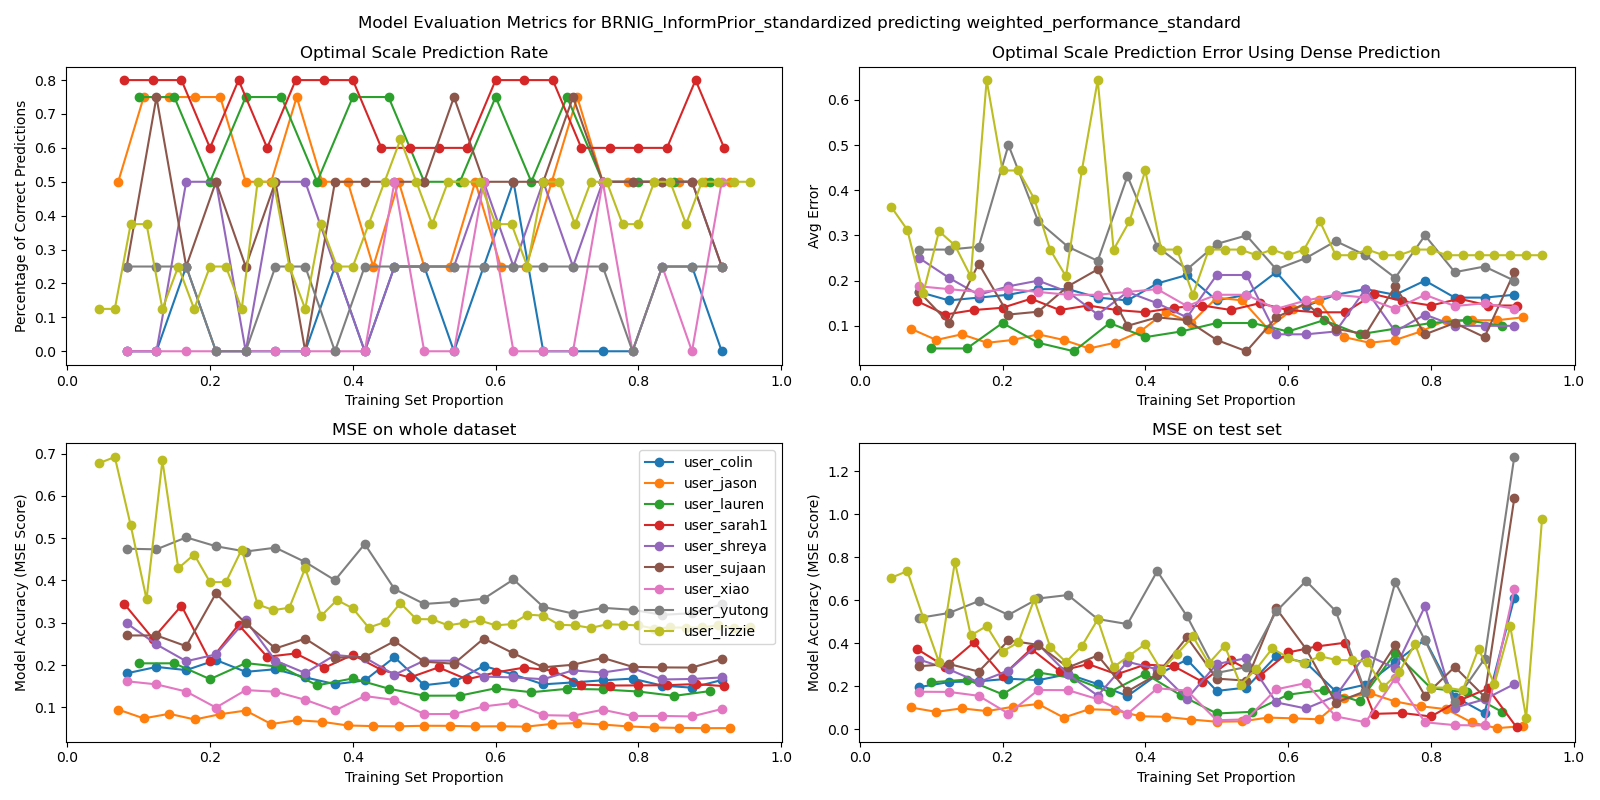 Model Evaluation Metrics for BRNIG_InformPrior_standardized predicting weighted_performance_standard
Optimal Scale Prediction Rate
Percentage of Correct Predictions
0.8
0.7
0.6
0.5
0.4
0.3
0.2
0.1
0.0
0.0 0.2 0.4 0.6 0.8 1.0
Training Set Proportion
Optimal Scale Prediction Error Using Dense Prediction
Avg Error
0.6
0.5
0.4
0.3
0.2
0.1
0.0 0.2 0.4 0.6 0.8 1.0
Training Set Proportion
MSE on whole dataset
Model Accuracy (MSE Score)
0.7
0.6
0.5
0.4
0.3
0.2
0.1
0.0 0.2 0.4 0.6 0.8 1.0
Training Set Proportion
user_colin
user_jason
user_lauren
user_sarah1
user_shreya
user_sujaan
user_xiao
user_yutong
user_lizzie
MSE on test set
Model Accuracy (MSE Score)
1.2
1.0
0.8
0.6
0.4
0.2
0.0
0.0 0.2 0.4 0.6 0.8 1.0
Training Set Proportion